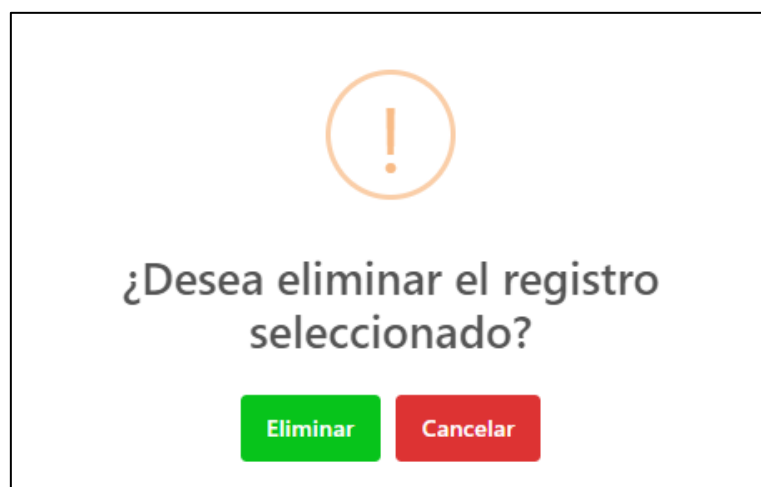 ¿Desea eliminar el registro
seleccionado?
Eliminar
Cancelar